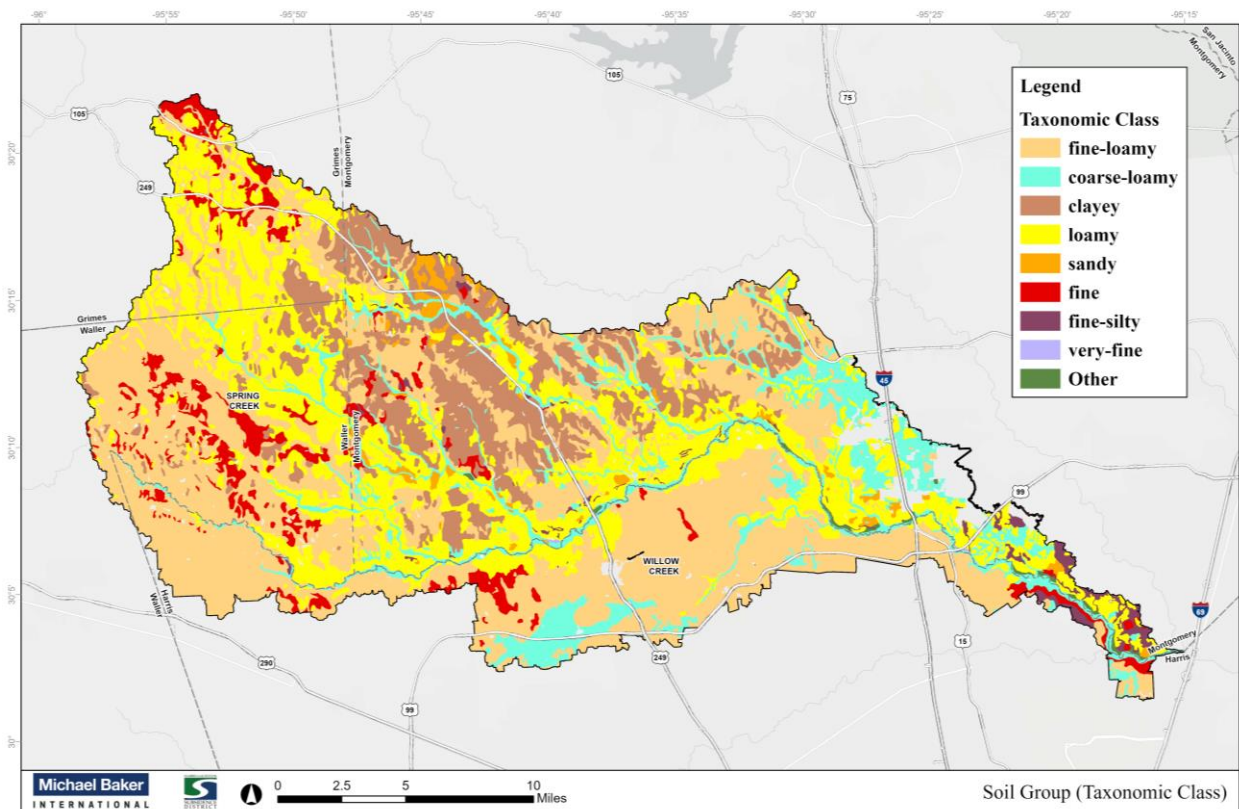 -96°
-95°55'
-95°50'
-95°45'
-95°40'
-95°35'
-95°30'
-95°25'
-95°20'
-95°15'
San Jacinto
Montgomery
105
75
105
249
30°20'
Grimes
Montgomery
Legend
Taxonomic Class
fine-loamy
coarse-loamy
clayey
loamy
sandy
fine
fine-silty
very-fine
Other
30°15'
Grimes
Waller
45
SPRING
CREEK
Waller
Montgomery
30°10'
99
WILLOW
CREEK
30°5'
Harris
Waller
290
249
15
69
Montgomery
Harris
99
30°
Michael Baker
INTERNATIONAL
SUBSIDENCE
DISTRICT
0
2.5
5
10
Miles
Soil Group (Taxonomic Class)